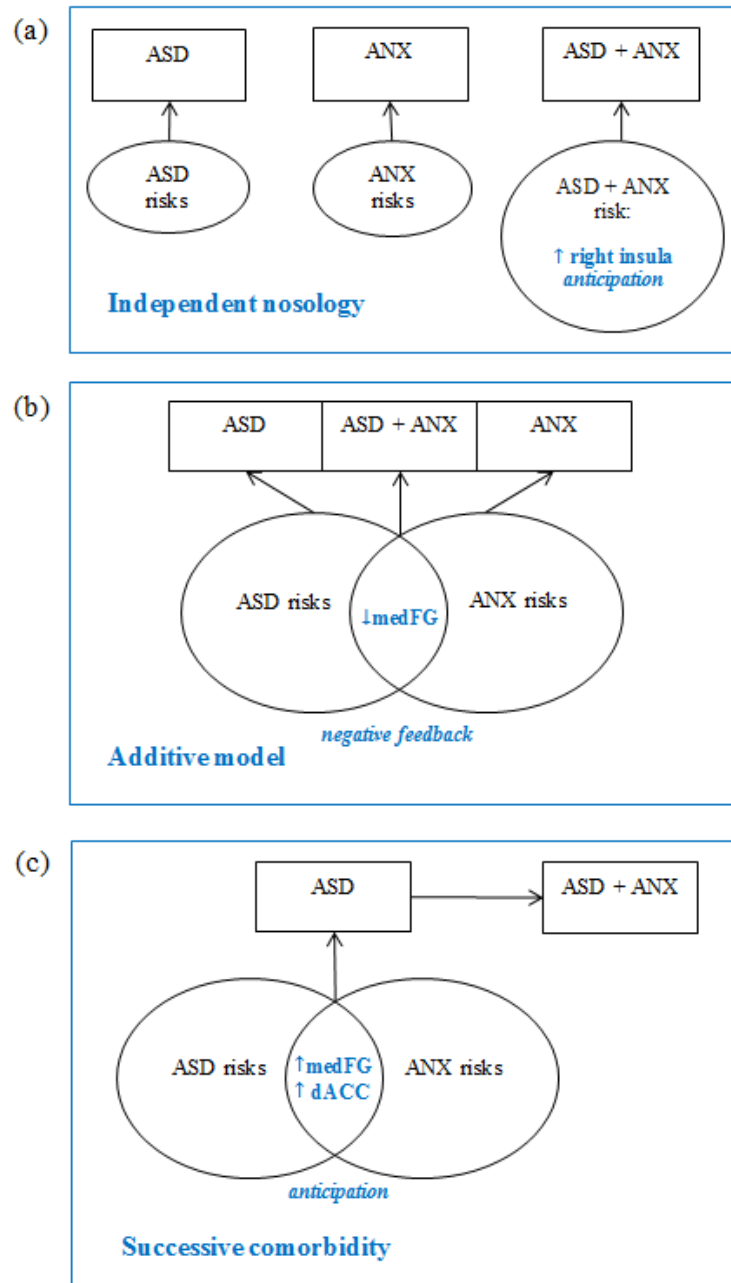 (a)
ASD
ANX
ASD + ANX
ASD
risks
ANX
risks
ASD + ANX
risk:
↑ right insula
anticipation
Independent nosology
(b)
ASD
ASD + ANX
ANX
ASD risks
↓medFG
ANX risks
negative feedback
Additive model
(c)
ASD
ASD + ANX
ASD risks
↑medFG
↑ dACC
ANX risks
anticipation
Successive comorbidity